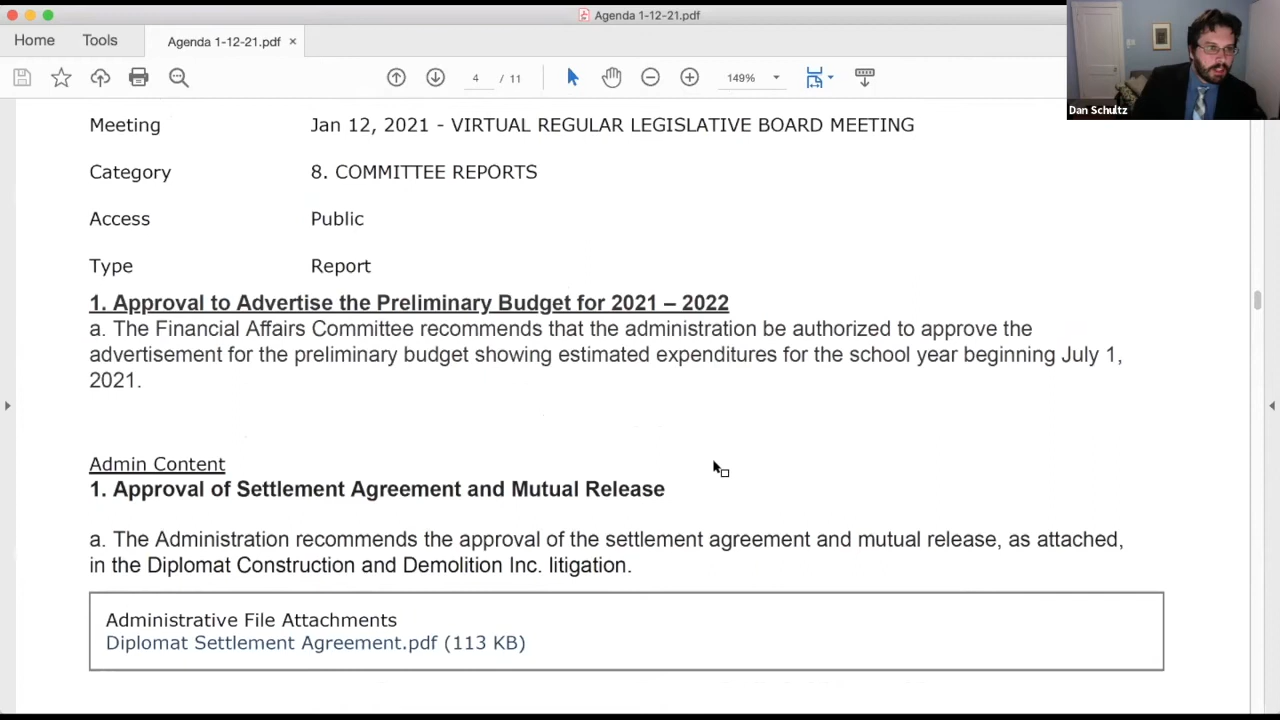 Agenda 1-12-21.pdf
Home
Tools
Agenda 1-12-21.pdf ×
4 / 11
149%
Dan Schultz
Meeting Jan 12, 2021 - VIRTUAL REGULAR LEGISLATIVE BOARD MEETING
Category 8. COMMITTEE REPORTS
Access Public
Type Report
1. Approval to Advertise the Preliminary Budget for 2021 – 2022
a. The Financial Affairs Committee recommends that the administration be authorized to approve the
advertisement for the preliminary budget showing estimated expenditures for the school year beginning July 1,
2021.
Admin Content
1. Approval of Settlement Agreement and Mutual Release
a. The Administration recommends the approval of the settlement agreement and mutual release, as attached,
in the Diplomat Construction and Demolition Inc. litigation.
Administrative File Attachments
Diplomat Settlement Agreement.pdf (113 KB)